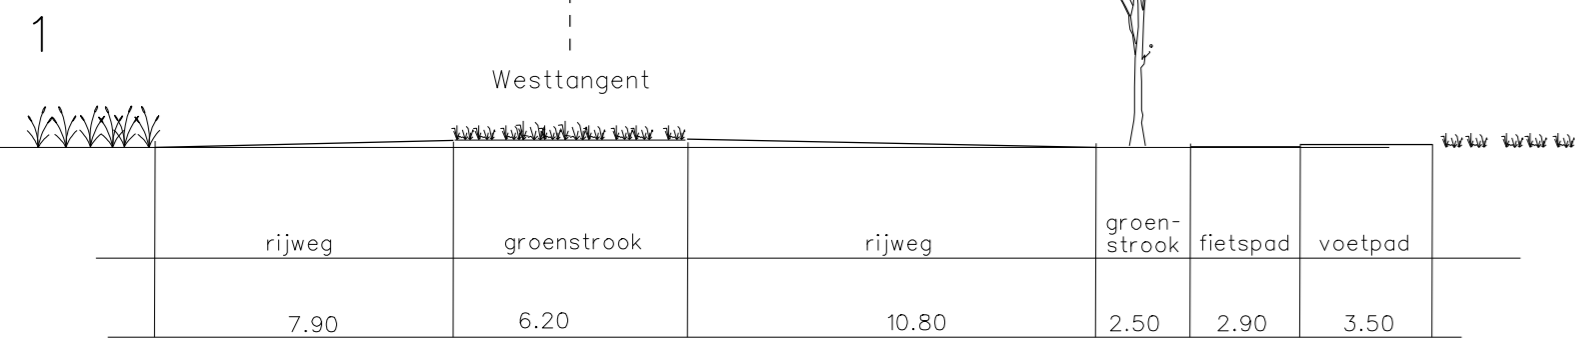 1
Westtangent
rijweg groenstrook rijweg groen-
strook fietspad voetpad
7.90 6.20 10.80 2.50 2.90 3.50